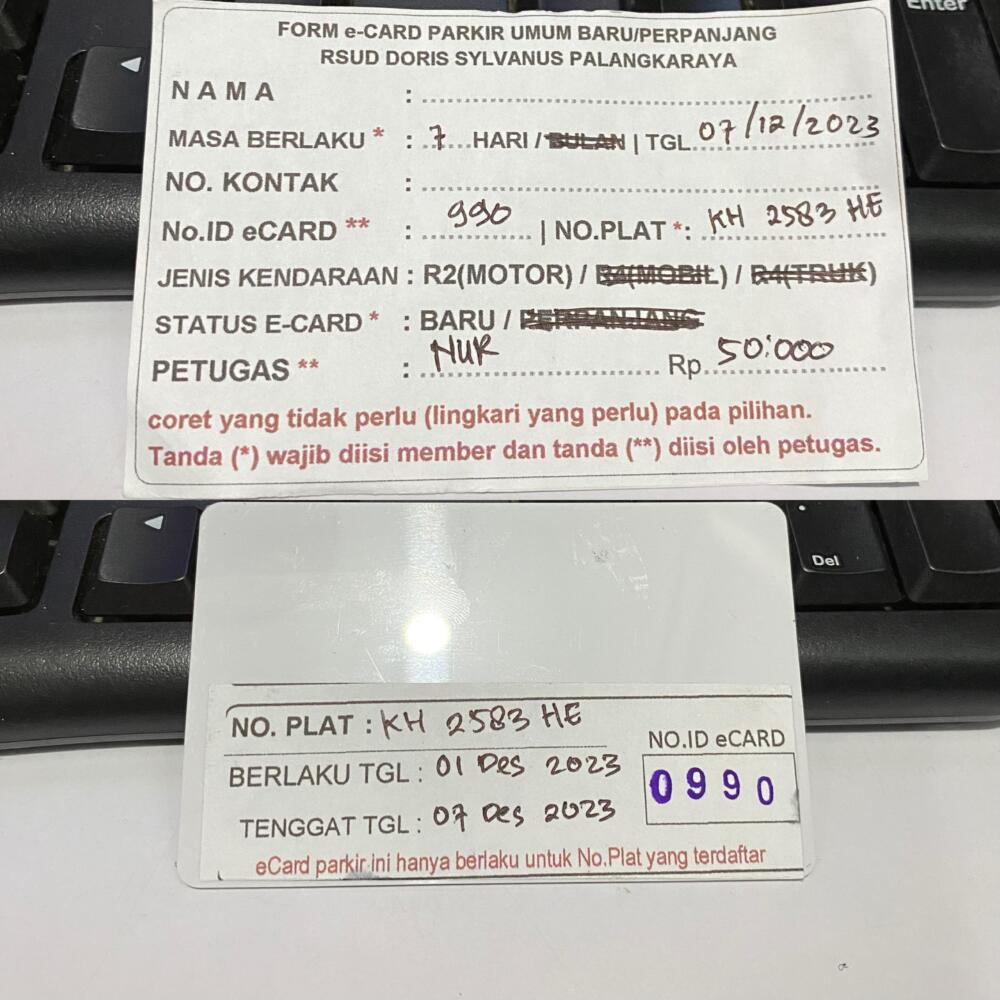 Enter
FORM e-CARD PARKIR UMUM BARU/PERPANJANG
RSUD DORIS SYLVANUS PALANGKARAYA
NAMA :
MASA BERLAKU * : 7 HARI / BULAN | TGL. 07/12/2023
NO. KONTAK :
No.ID eCARD ** : 990 | NO.PLAT *: KH 2583 HE
JENIS KENDARAAN : R2(MOTOR) / R4(MOBIL) / R4(TRUK)
STATUS E-CARD * : BARU / PERPANJANG
PETUGAS ** : NUR Rp. 50.000
coret yang tidak perlu (lingkari yang perlu) pada pilihan.
Tanda (*) wajib diisi member dan tanda (**) diisi oleh petugas.
Del
NO. PLAT : KH 2583 HE
NO.ID eCARD
BERLAKU TGL : 01 Des 2023
0990
TENGGAT TGL : 07 Des 2023
eCard parkir ini hanya berlaku untuk No.Plat yang terdaftar